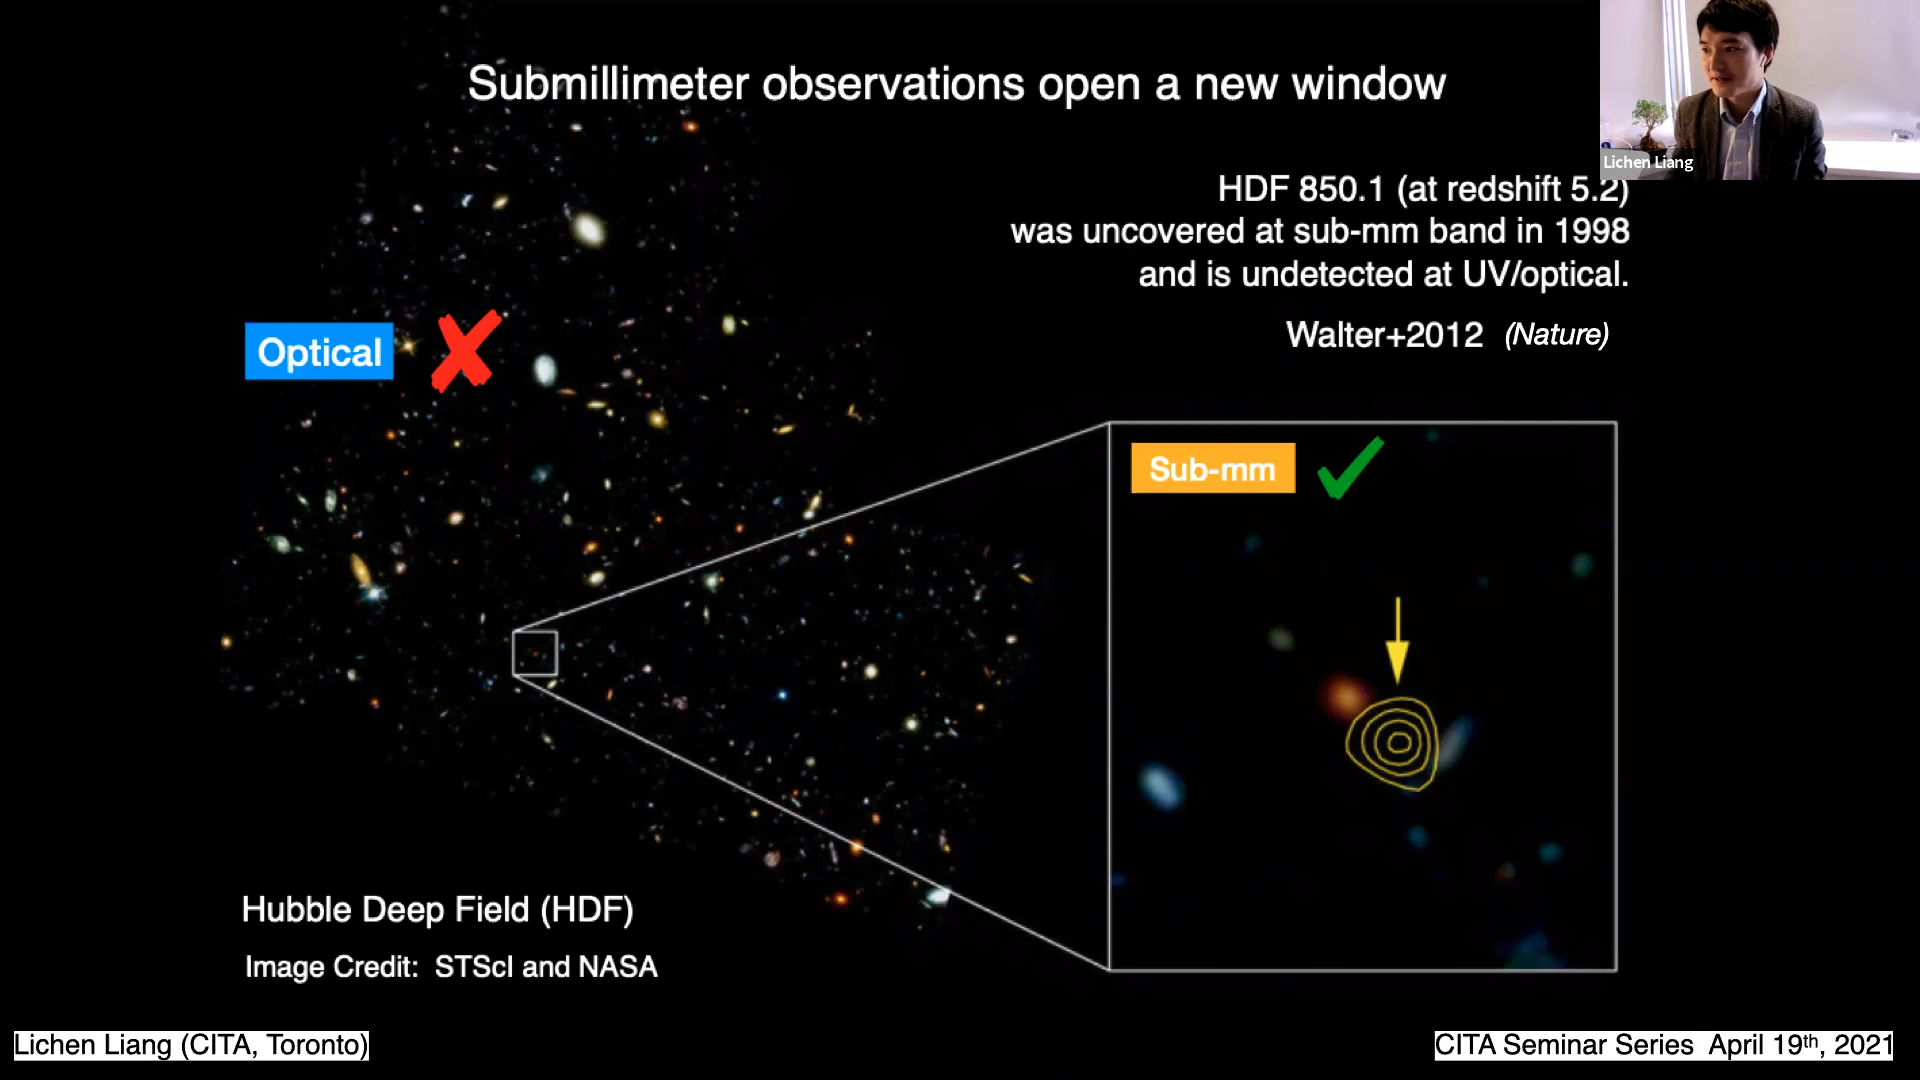 Submillimeter observations open a new window
Lichen Liang
HDF 850.1 (at redshift 5.2)
was uncovered at sub-mm band in 1998
and is undetected at UV/optical.
Walter+2012 (Nature)
Optical
Sub-mm
Hubble Deep Field (HDF)
Image Credit: STScI and NASA
Lichen Liang (CITA, Toronto)
CITA Seminar Series April 19th, 2021